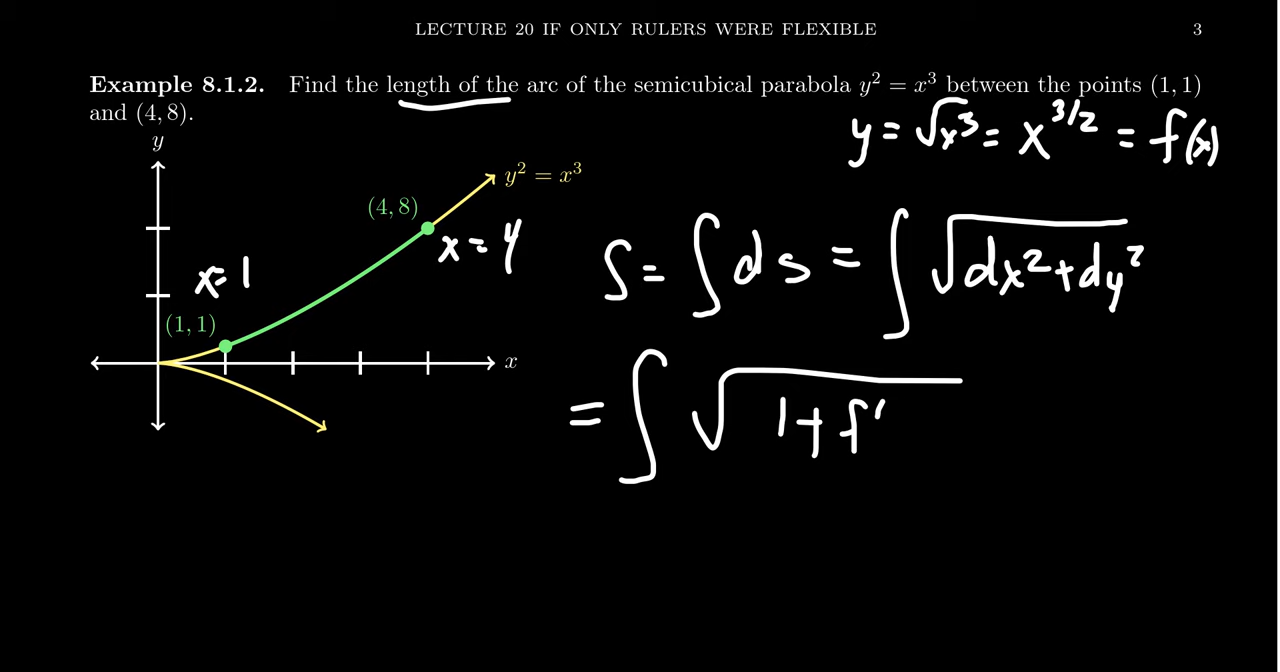 LECTURE 20 IF ONLY RULERS WERE FLEXIBLE 3
Example 8.1.2. Find the length of the arc of the semicubical parabola y² = x³ between the points (1, 1)
and (4, 8).
y = √x³ = x^{3/2} = f(x)
y
y² = x³
(4, 8)
x = 4
x = 1
(1, 1)
x
S = ∫ ds = ∫ √(dx² + dy²)
= ∫ √(1 + f′